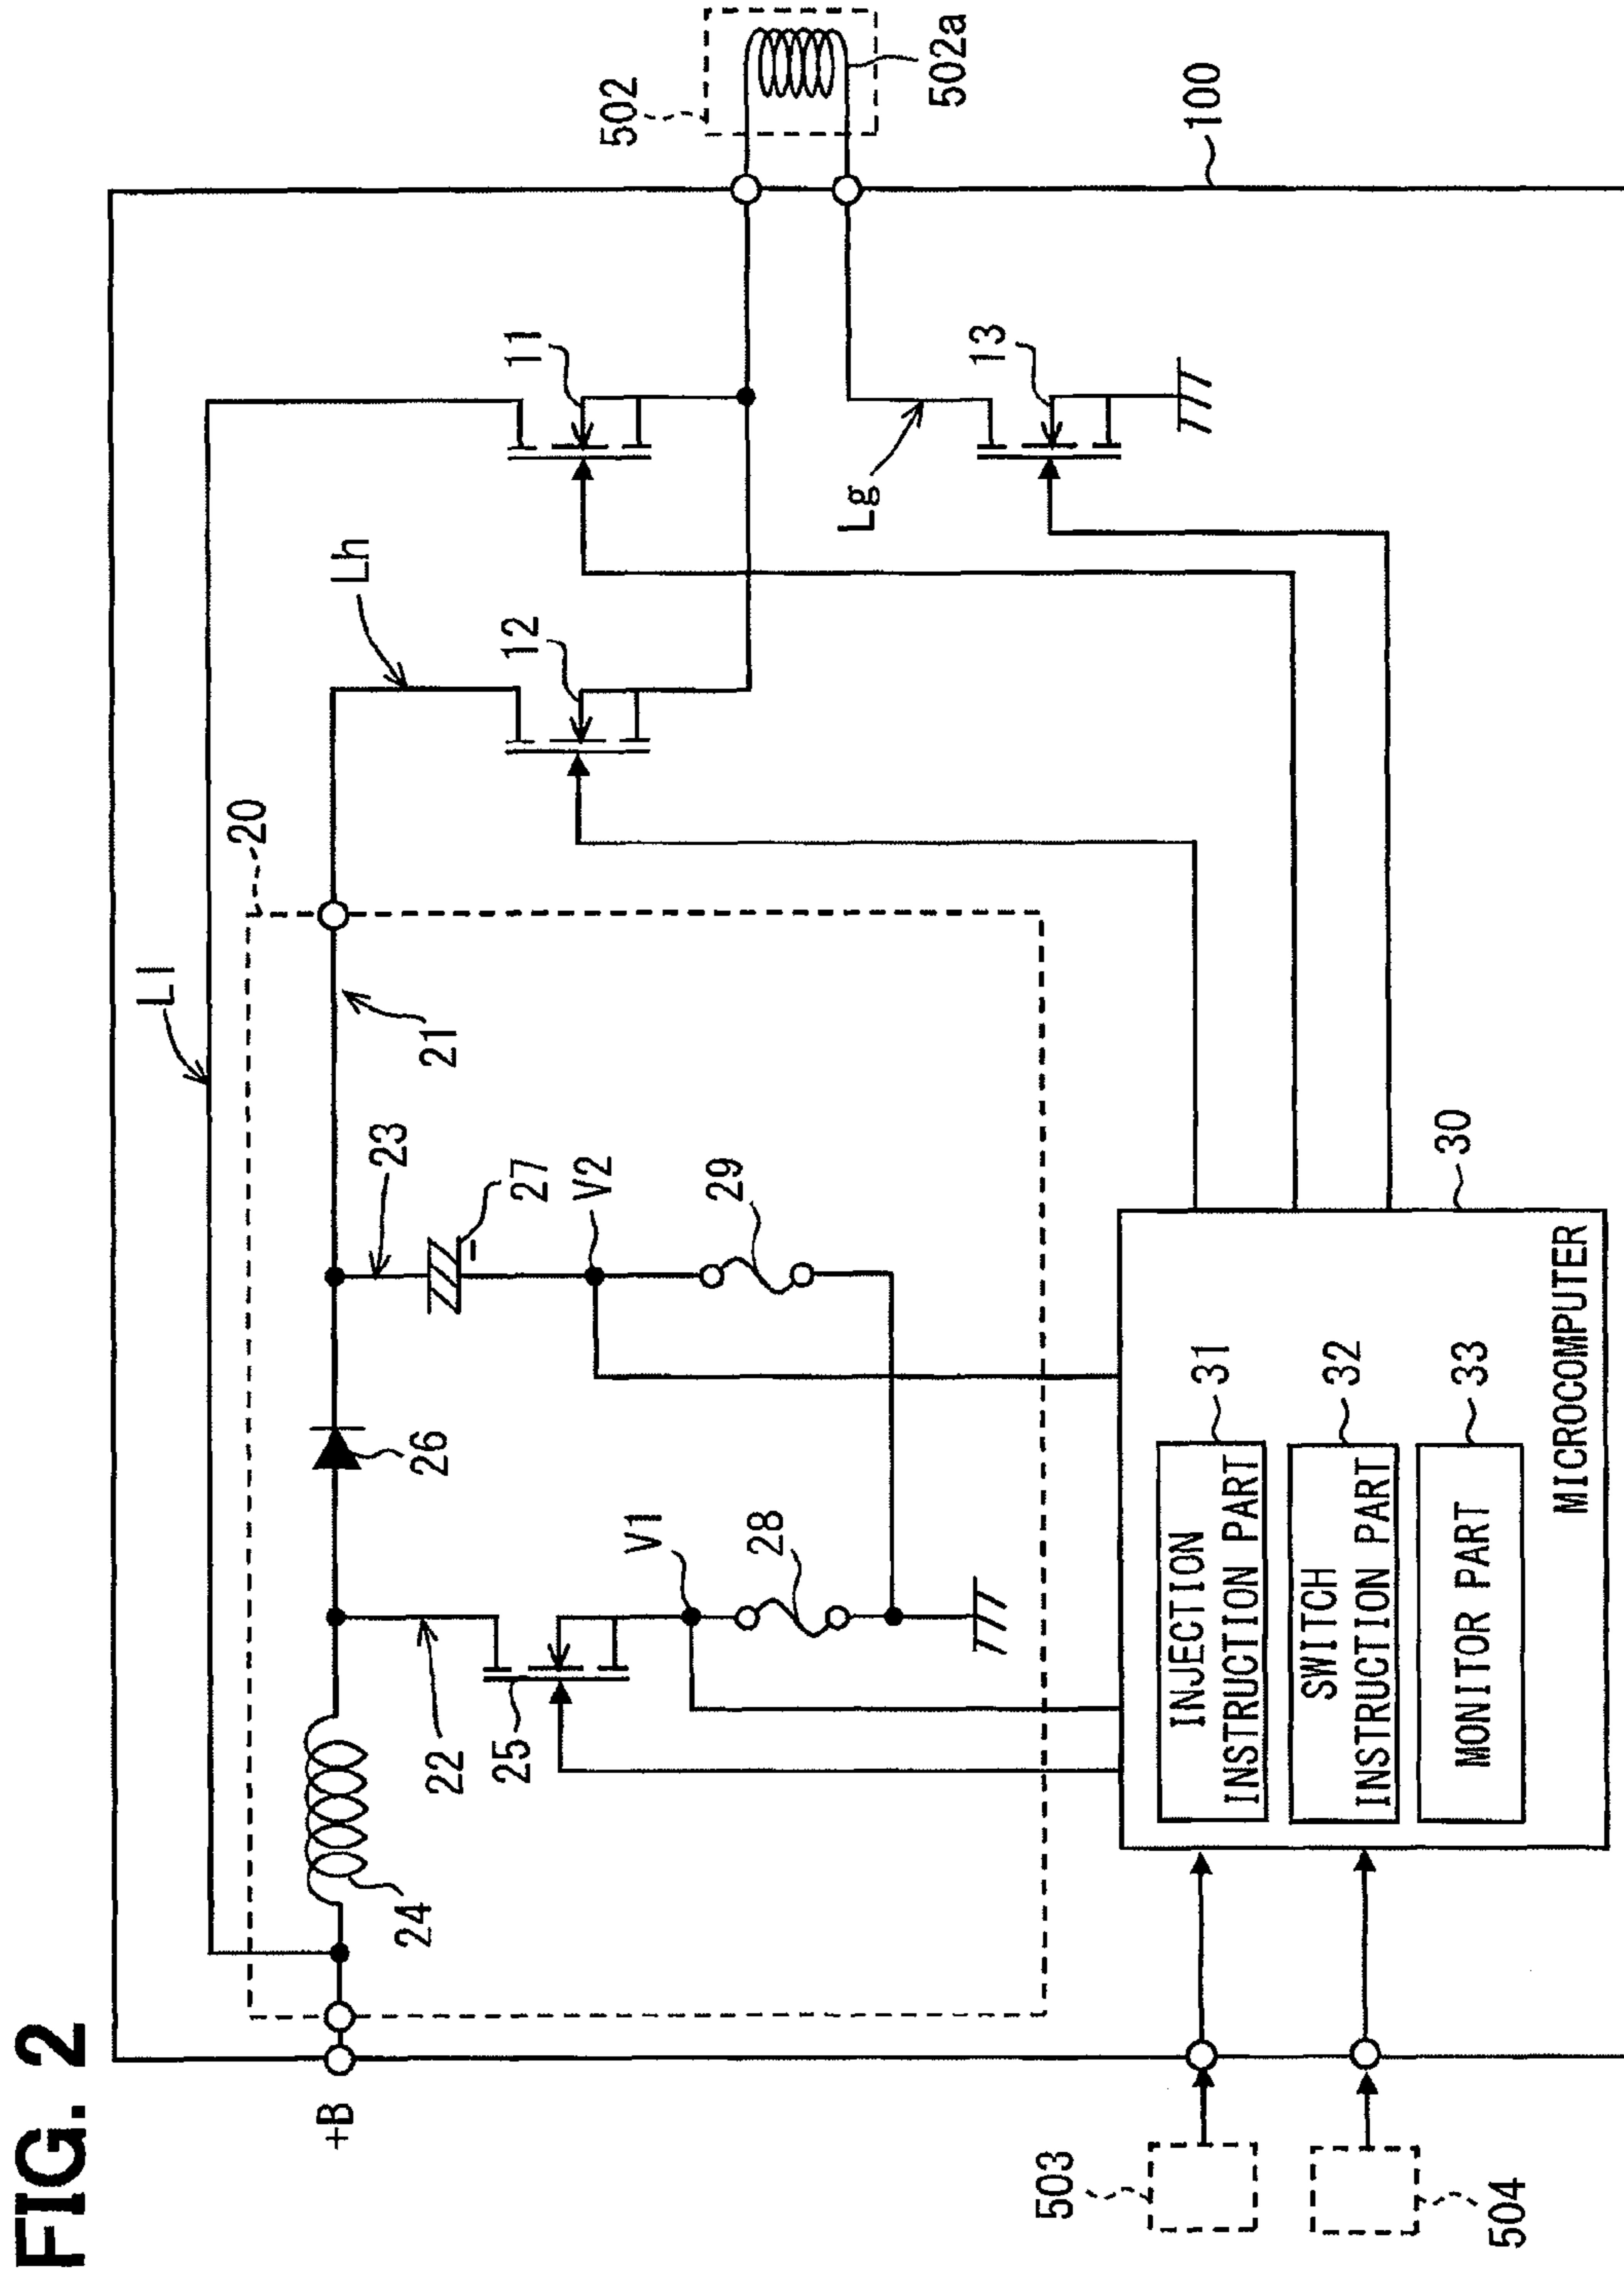 FIG. 2
Ll
20
Lh
11
12
502
502a
100
+B
24
26
23
21
22
25
27
V1
V2
28
29
Lg
13
503
504
INJECTION
INSTRUCTION PART
31
SWITCH
INSTRUCTION PART
32
MONITOR PART
33
MICROCOMPUTER
30